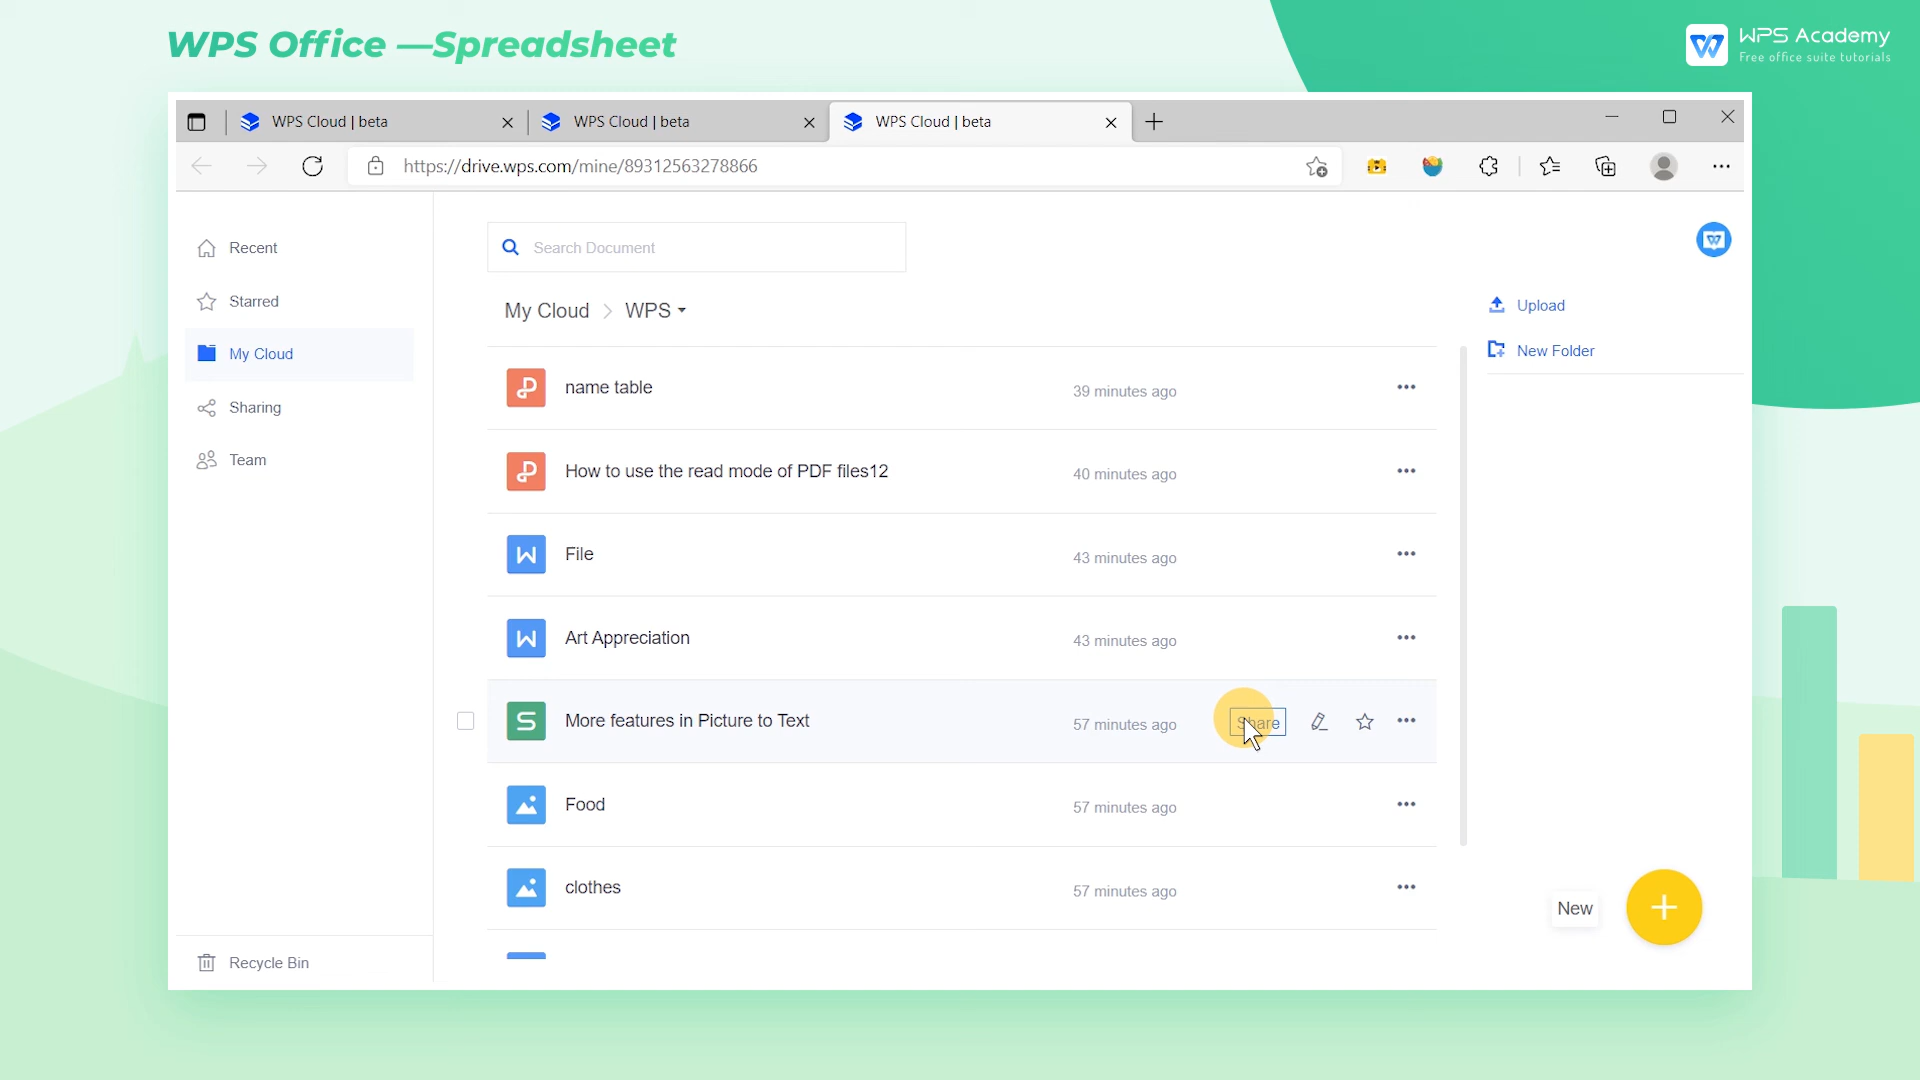 WPS Office —Spreadsheet
WPS Academy
Free office suite tutorials
WPS Cloud | beta
WPS Cloud | beta
WPS Cloud | beta
https://drive.wps.com/mine/89312563278866
Recent
Starred
My Cloud
Sharing
Team
Recycle Bin
Search Document
My Cloud
WPS
name table
39 minutes ago
How to use the read mode of PDF files12
40 minutes ago
File
43 minutes ago
Art Appreciation
43 minutes ago
More features in Picture to Text
57 minutes ago
Share
Food
57 minutes ago
clothes
57 minutes ago
Upload
New Folder
New